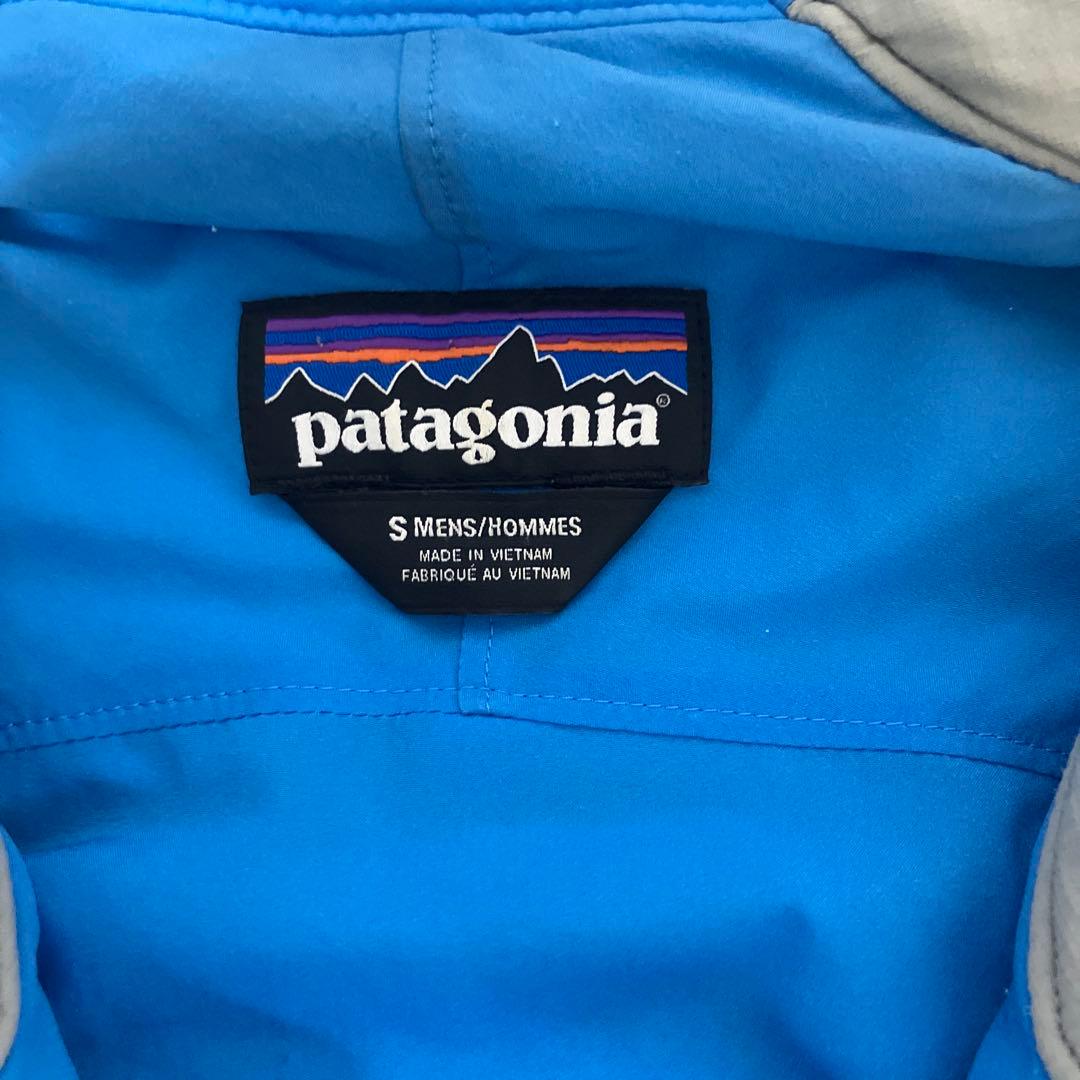 patagonia®
S MENS/HOMMES
MADE IN VIETNAM
FABRIQUÉ AU VIETNAM